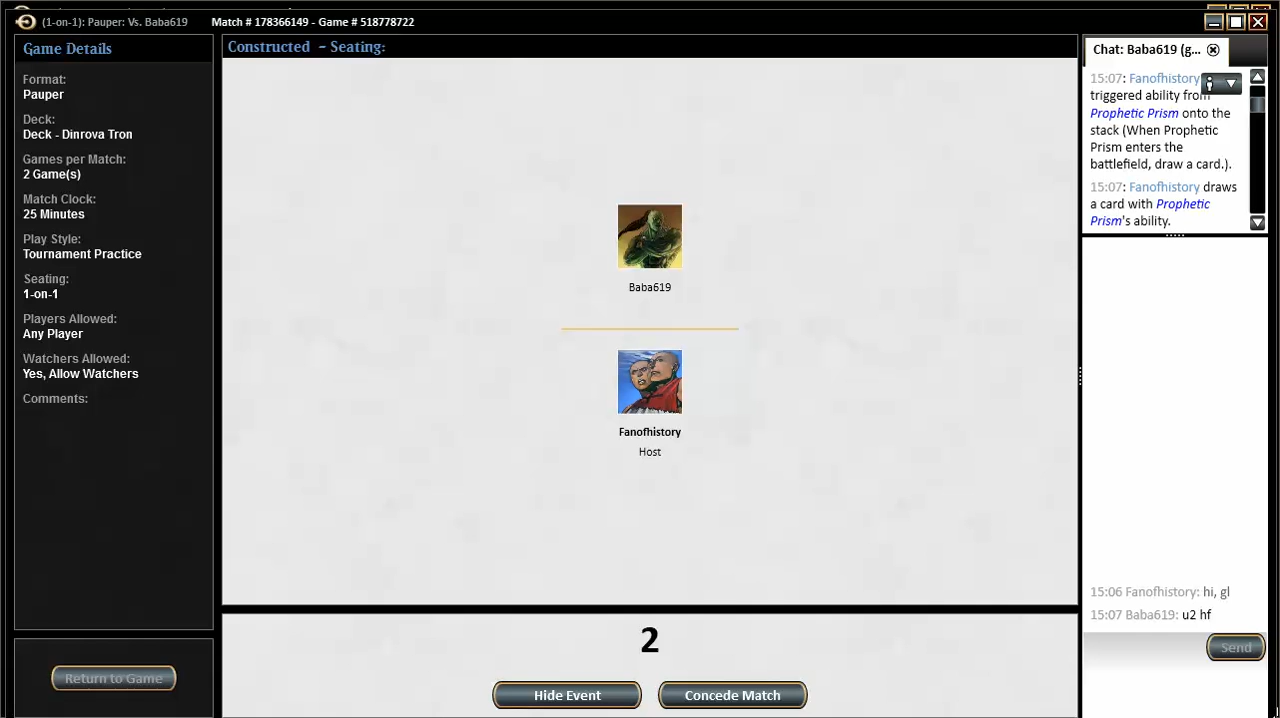 (1-on-1): Pauper: Vs. Baba619 Match # 178366149 - Game # 518778722
Game Details
Format:
Pauper
Deck:
Deck - Dinrova Tron
Games per Match:
2 Game(s)
Match Clock:
25 Minutes
Play Style:
Tournament Practice
Seating:
1-on-1
Players Allowed:
Any Player
Watchers Allowed:
Yes, Allow Watchers
Comments:
Return to Game
Constructed - Seating:
Baba619
Fanofhistory
Host
2
Hide Event Concede Match
Chat: Baba619 (g...
15:07: Fanofhistory
triggered ability from
Prophetic Prism onto the
stack (When Prophetic
Prism enters the
battlefield, draw a card.).
15:07: Fanofhistory draws
a card with Prophetic
Prism's ability.
15:06 Fanofhistory: hi, gl
15:07 Baba619: u2 hf
Send